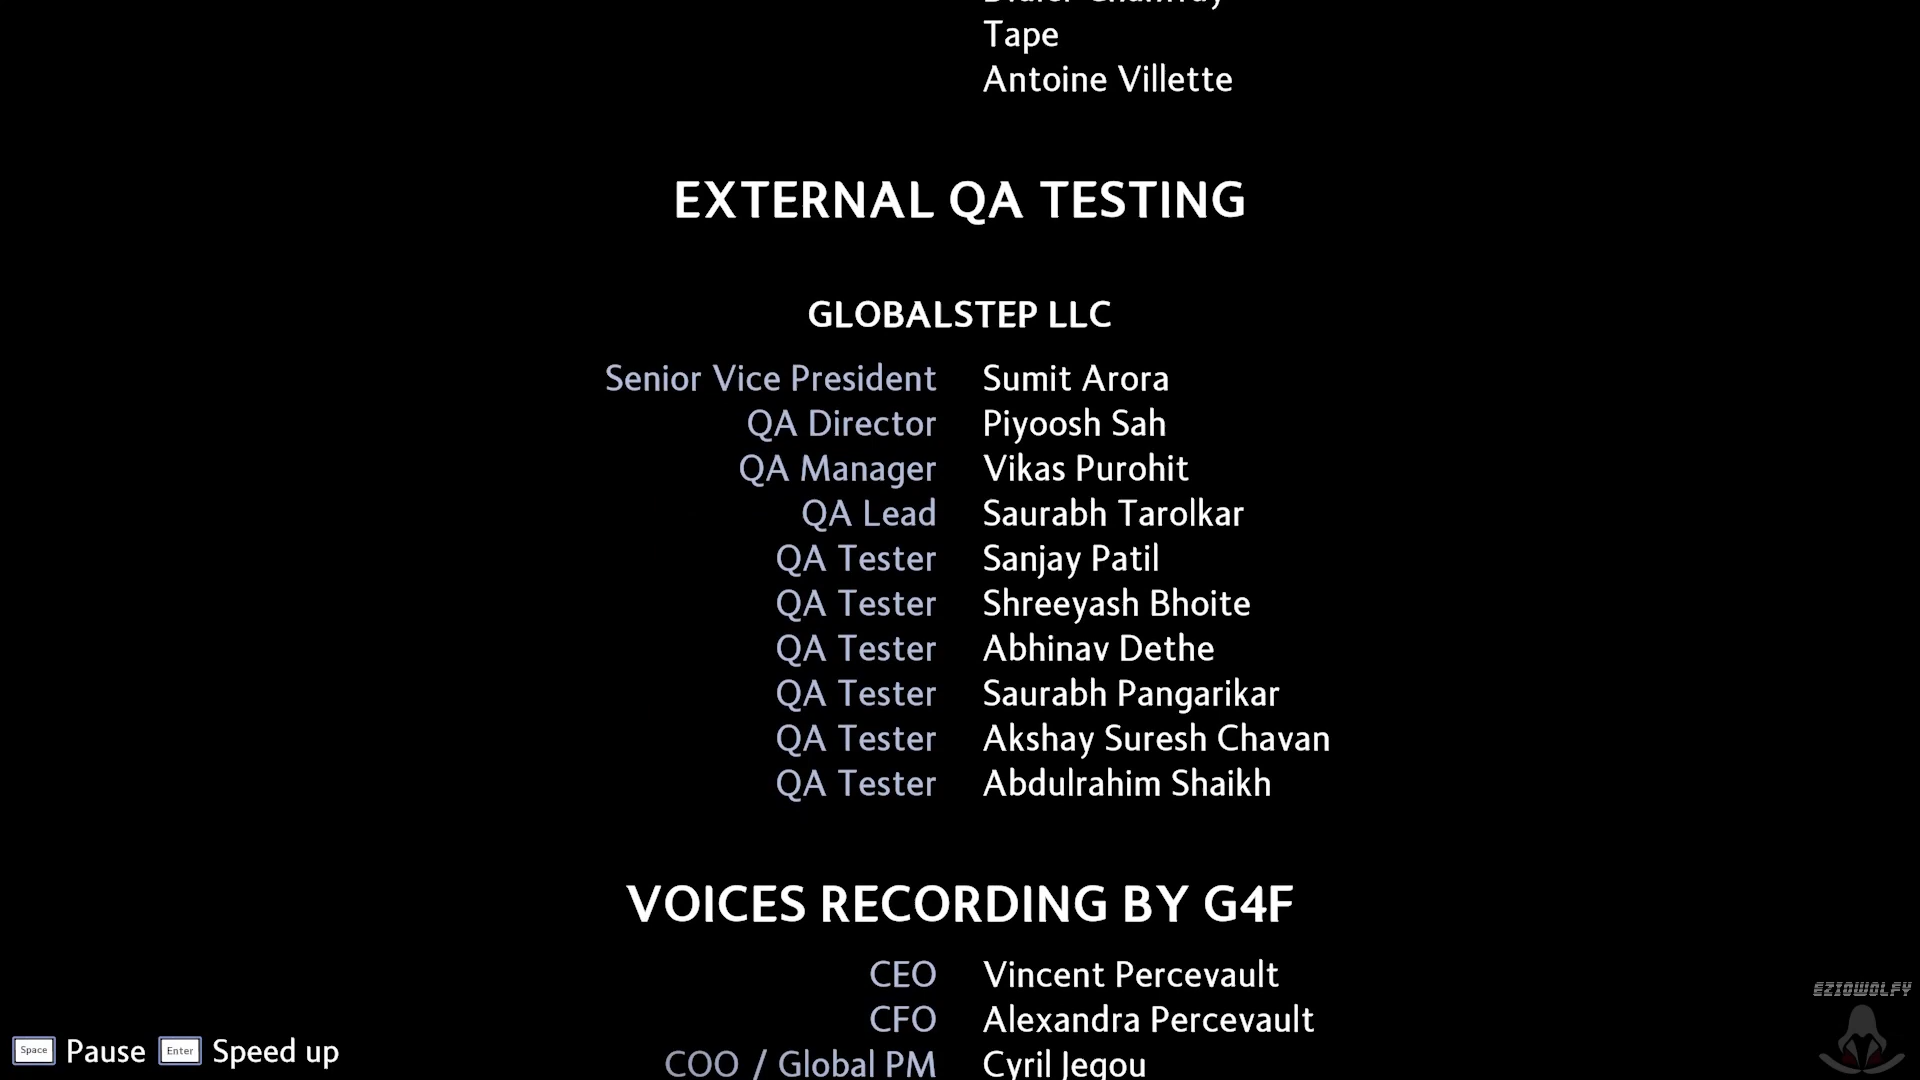 Tape
Antoine Villette
EXTERNAL QA TESTING
GLOBALSTEP LLC
Senior Vice President Sumit Arora
QA Director Piyoosh Sah
QA Manager Vikas Purohit
QA Lead Saurabh Tarolkar
QA Tester Sanjay Patil
QA Tester Shreeyash Bhoite
QA Tester Abhinav Dethe
QA Tester Saurabh Pangarikar
QA Tester Akshay Suresh Chavan
QA Tester Abdulrahim Shaikh
VOICES RECORDING BY G4F
CEO Vincent Percevault
CFO Alexandra Percevault
COO / Global PM Cyril Jegou
Space Pause Enter Speed up
EZIOWOLFY